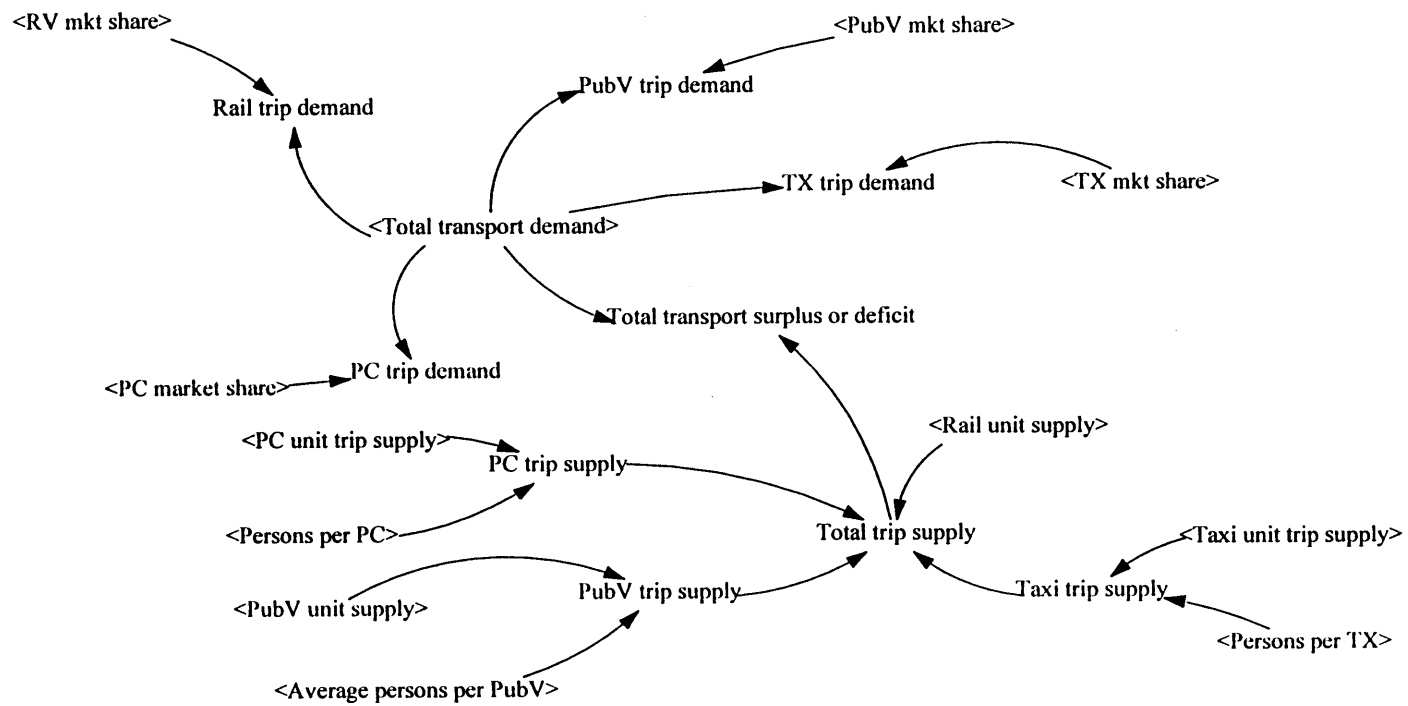 <RV mkt share>
<PubV mkt share>
PubV trip demand
Rail trip demand
TX trip demand
<TX mkt share>
<Total transport demand>
Total transport surplus or deficit
PC trip demand
<PC market share>
<Rail unit supply>
<PC unit trip supply>
PC trip supply
<Persons per PC>
Total trip supply
<Taxi unit trip supply>
PubV trip supply
Taxi trip supply
<PubV unit supply>
<Persons per TX>
<Average persons per PubV>